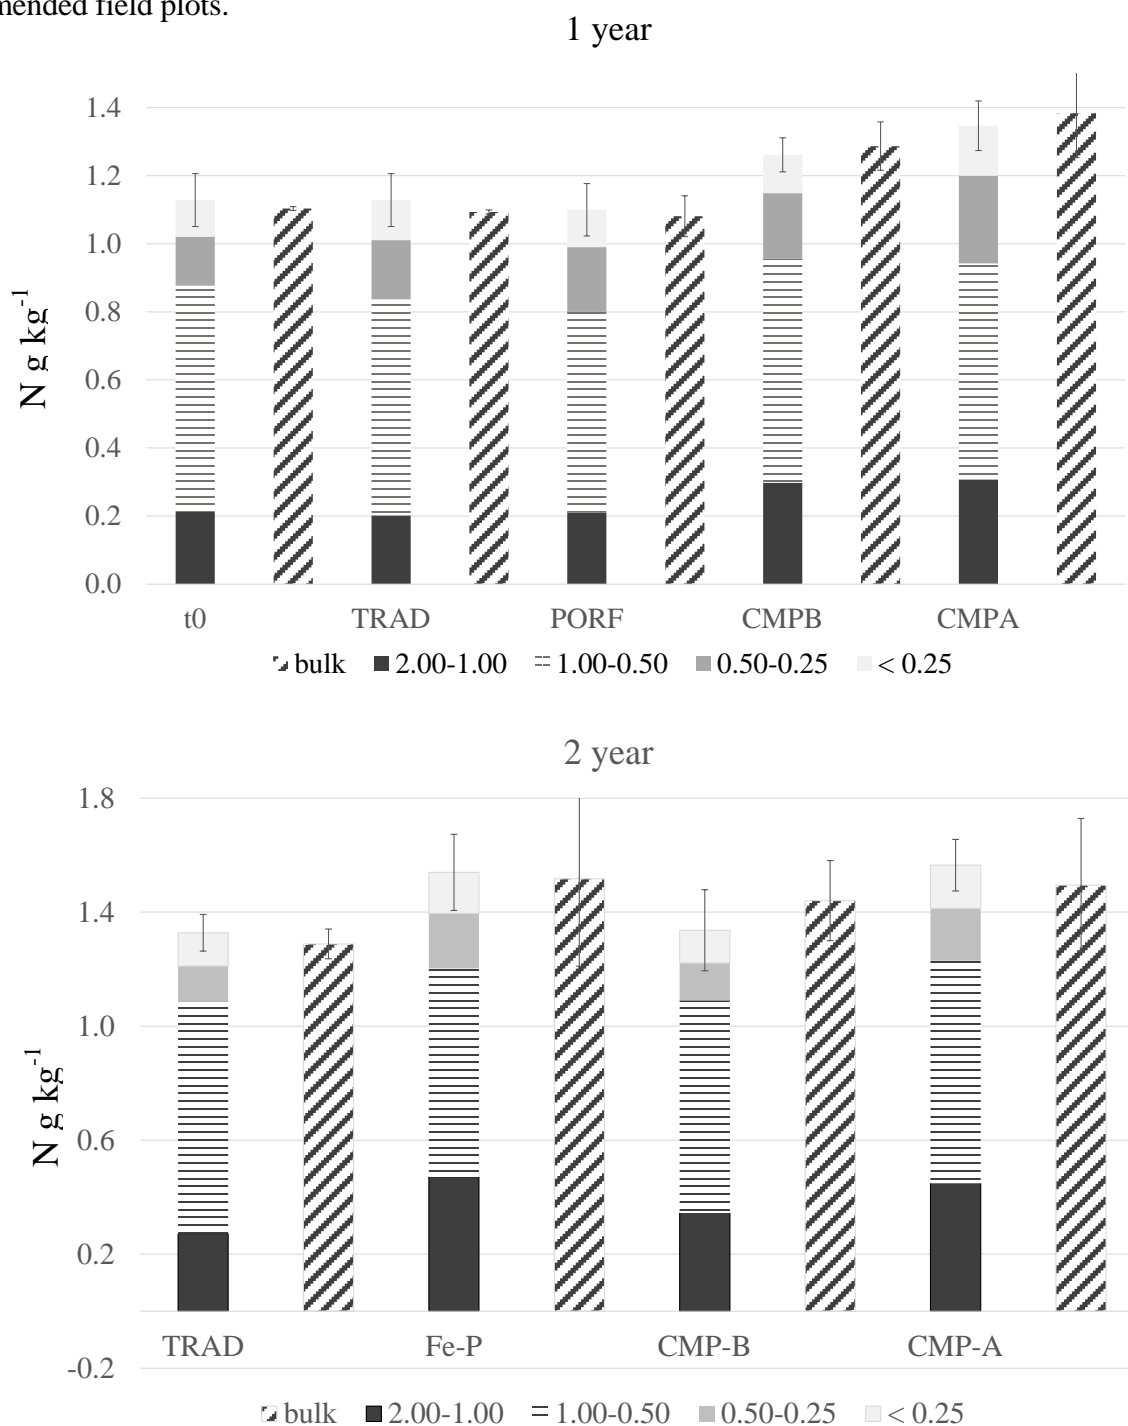 mended field plots.
1 year
1.4
1.2
1.0
0.8
0.6
0.4
0.2
0.0
N g kg-1
t0 TRAD PORF CMPB CMPA
bulk 2.00-1.00 1.00-0.50 0.50-0.25 < 0.25
2 year
1.8
1.4
1.0
0.6
0.2
-0.2
N g kg-1
TRAD Fe-P CMP-B CMP-A
bulk 2.00-1.00 1.00-0.50 0.50-0.25 < 0.25